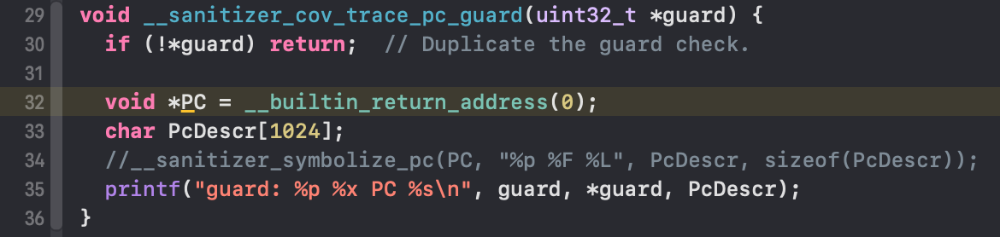 29 void __sanitizer_cov_trace_pc_guard(uint32_t *guard) {
30 if (!*guard) return; // Duplicate the guard check.
31
32 void *PC = __builtin_return_address(0);
33 char PcDescr[1024];
34 //__sanitizer_symbolize_pc(PC, "%p %F %L", PcDescr, sizeof(PcDescr));
35 printf("guard: %p %x PC %s\n", guard, *guard, PcDescr);
36 }